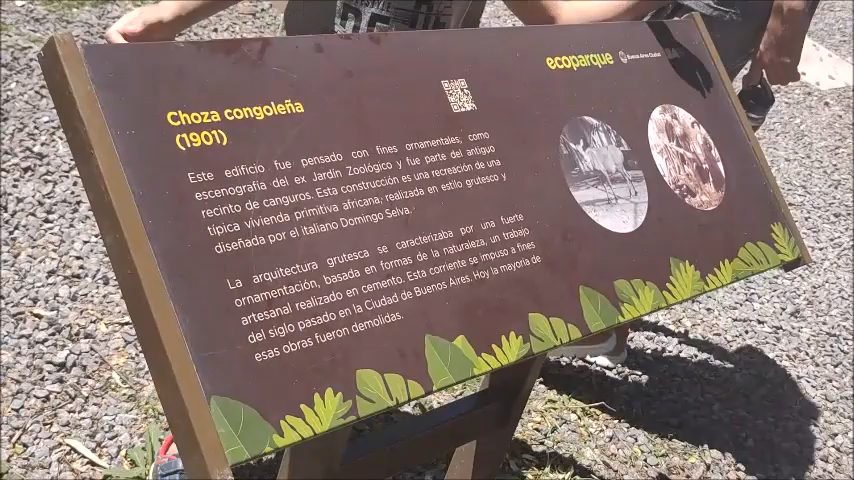 ecoparque
Buenos Aires Ciudad
Choza congoleña
(1901)
Este edificio fue pensado con fines ornamentales; como
escenografía del ex Jardín Zoológico y fue parte del antiguo
recinto de canguros. Esta construcción es una recreación de una
típica vivienda primitiva africana, realizada en estilo grutesco y
diseñada por el italiano Domingo Selva.
La arquitectura grutesca se caracterizaba por una fuerte
ornamentación, basada en formas de la naturaleza, un trabajo
artesanal realizado en cemento. Esta corriente se impuso a fines
del siglo pasado en la Ciudad de Buenos Aires. Hoy la mayoría de
esas obras fueron demolidas.